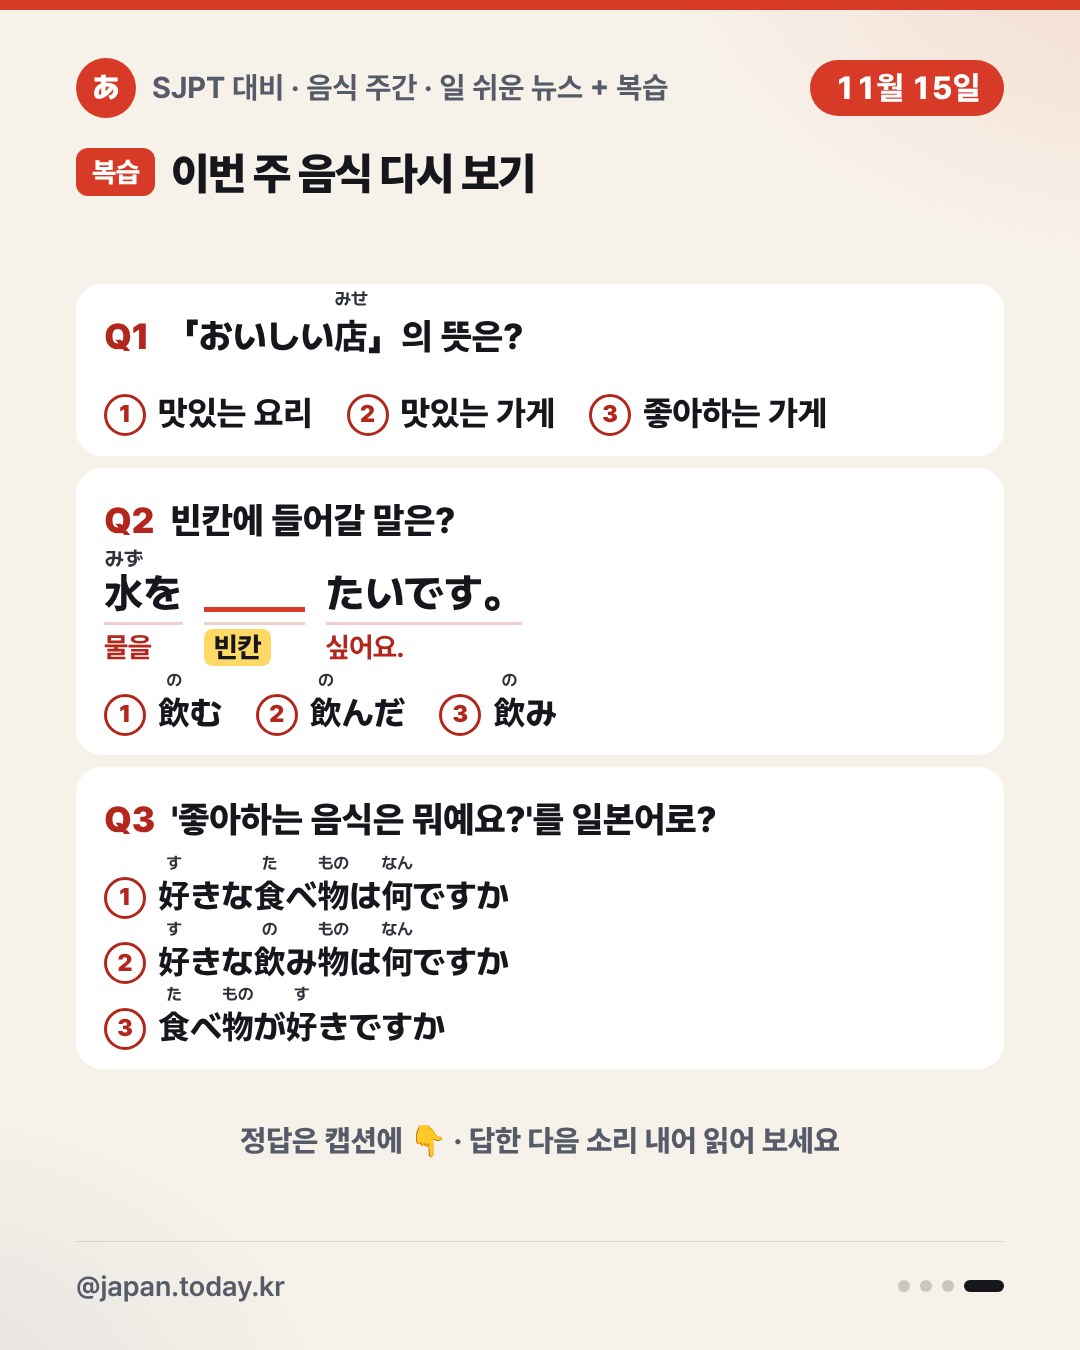 あ SJPT 대비 · 음식 주간 · 일 쉬운 뉴스 + 복습 11월 15일
복습 이번 주 음식 다시 보기
みせ
Q1 「おいしい店」의 뜻은?
1 맛있는 요리 2 맛있는 가게 3 좋아하는 가게
Q2 빈칸에 들어갈 말은?
みず
水を ____ たいです。
물을 빈칸 싶어요.
の の の
1 飲む 2 飲んだ 3 飲み
Q3 '좋아하는 음식은 뭐예요?'를 일본어로?
す た もの なん
1 好きな食べ物は何ですか
す の もの なん
2 好きな飲み物は何ですか
た もの す
3 食べ物が好きですか
정답은 캡션에 👇 · 답한 다음 소리 내어 읽어 보세요
@japan.today.kr